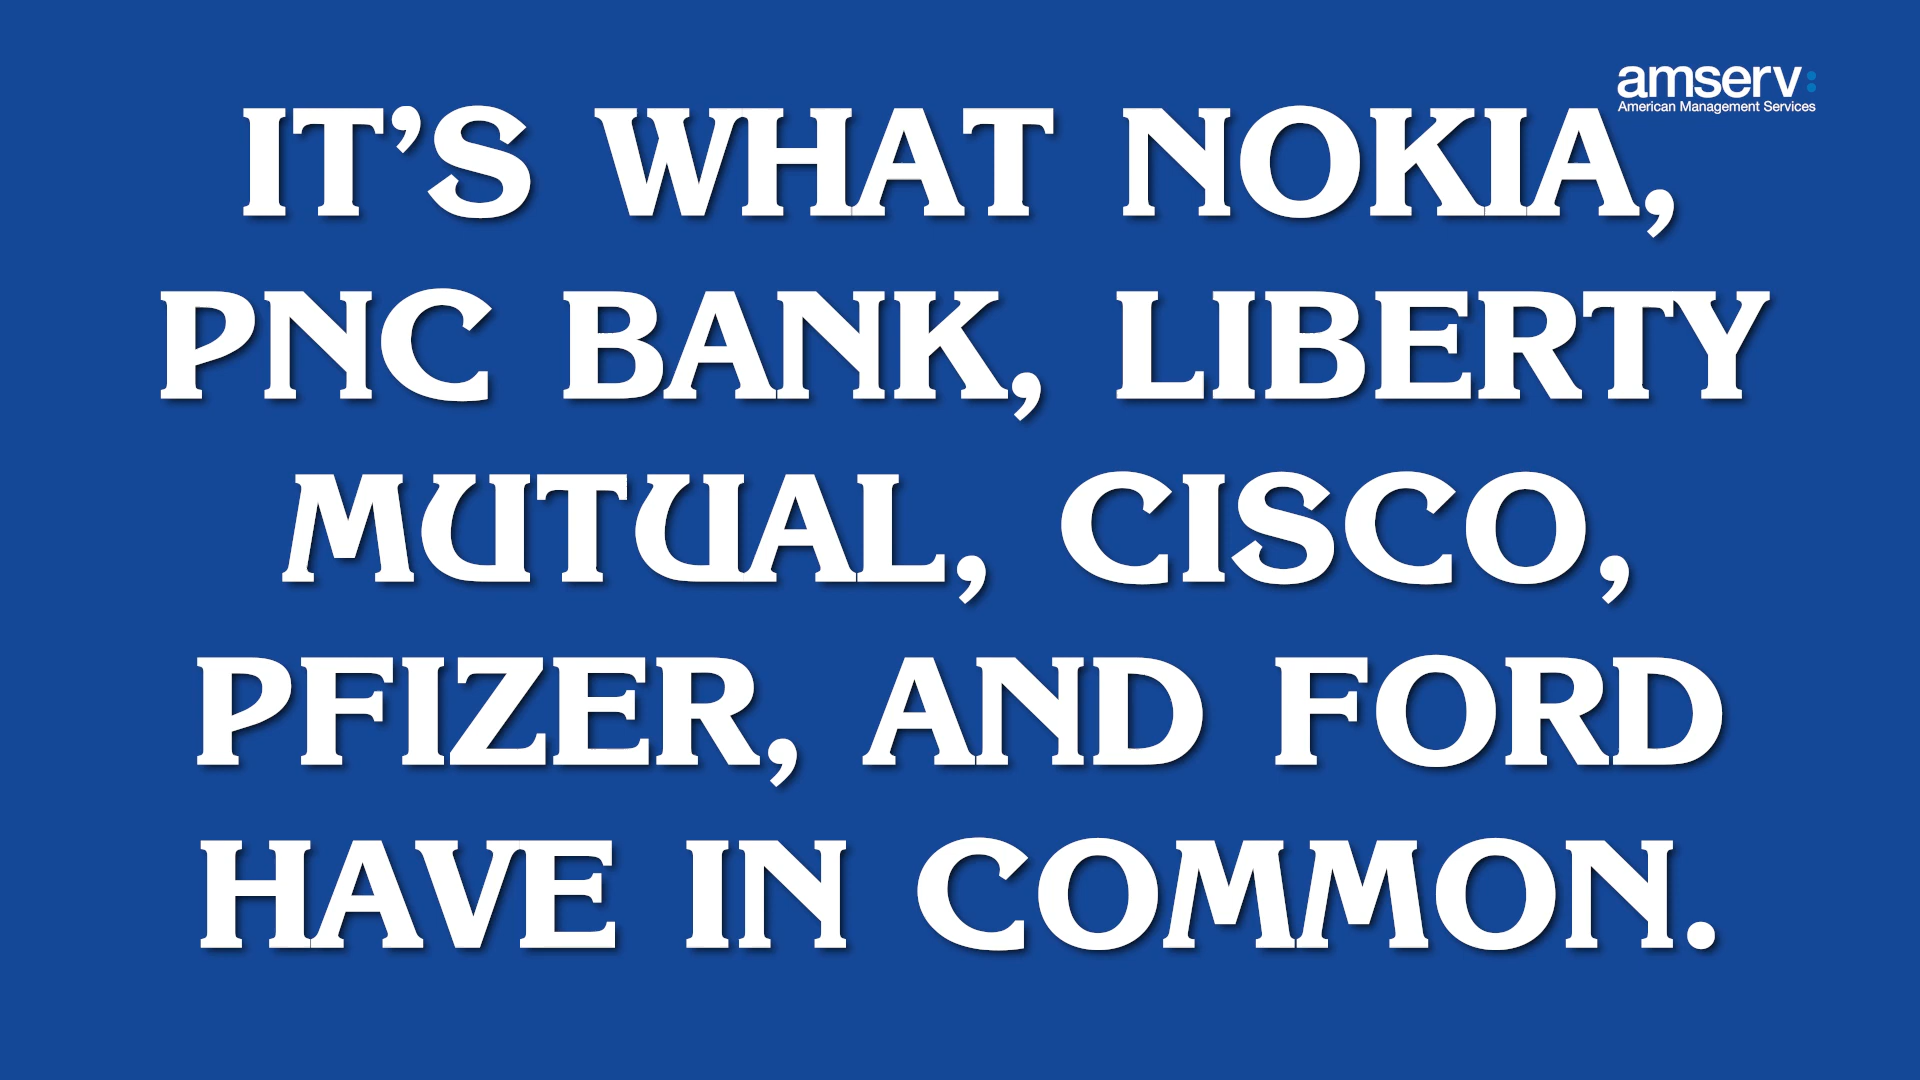 amserv:
American Management Services
IT’S WHAT NOKIA,
PNC BANK, LIBERTY
MUTUAL, CISCO,
PFIZER, AND FORD
HAVE IN COMMON.